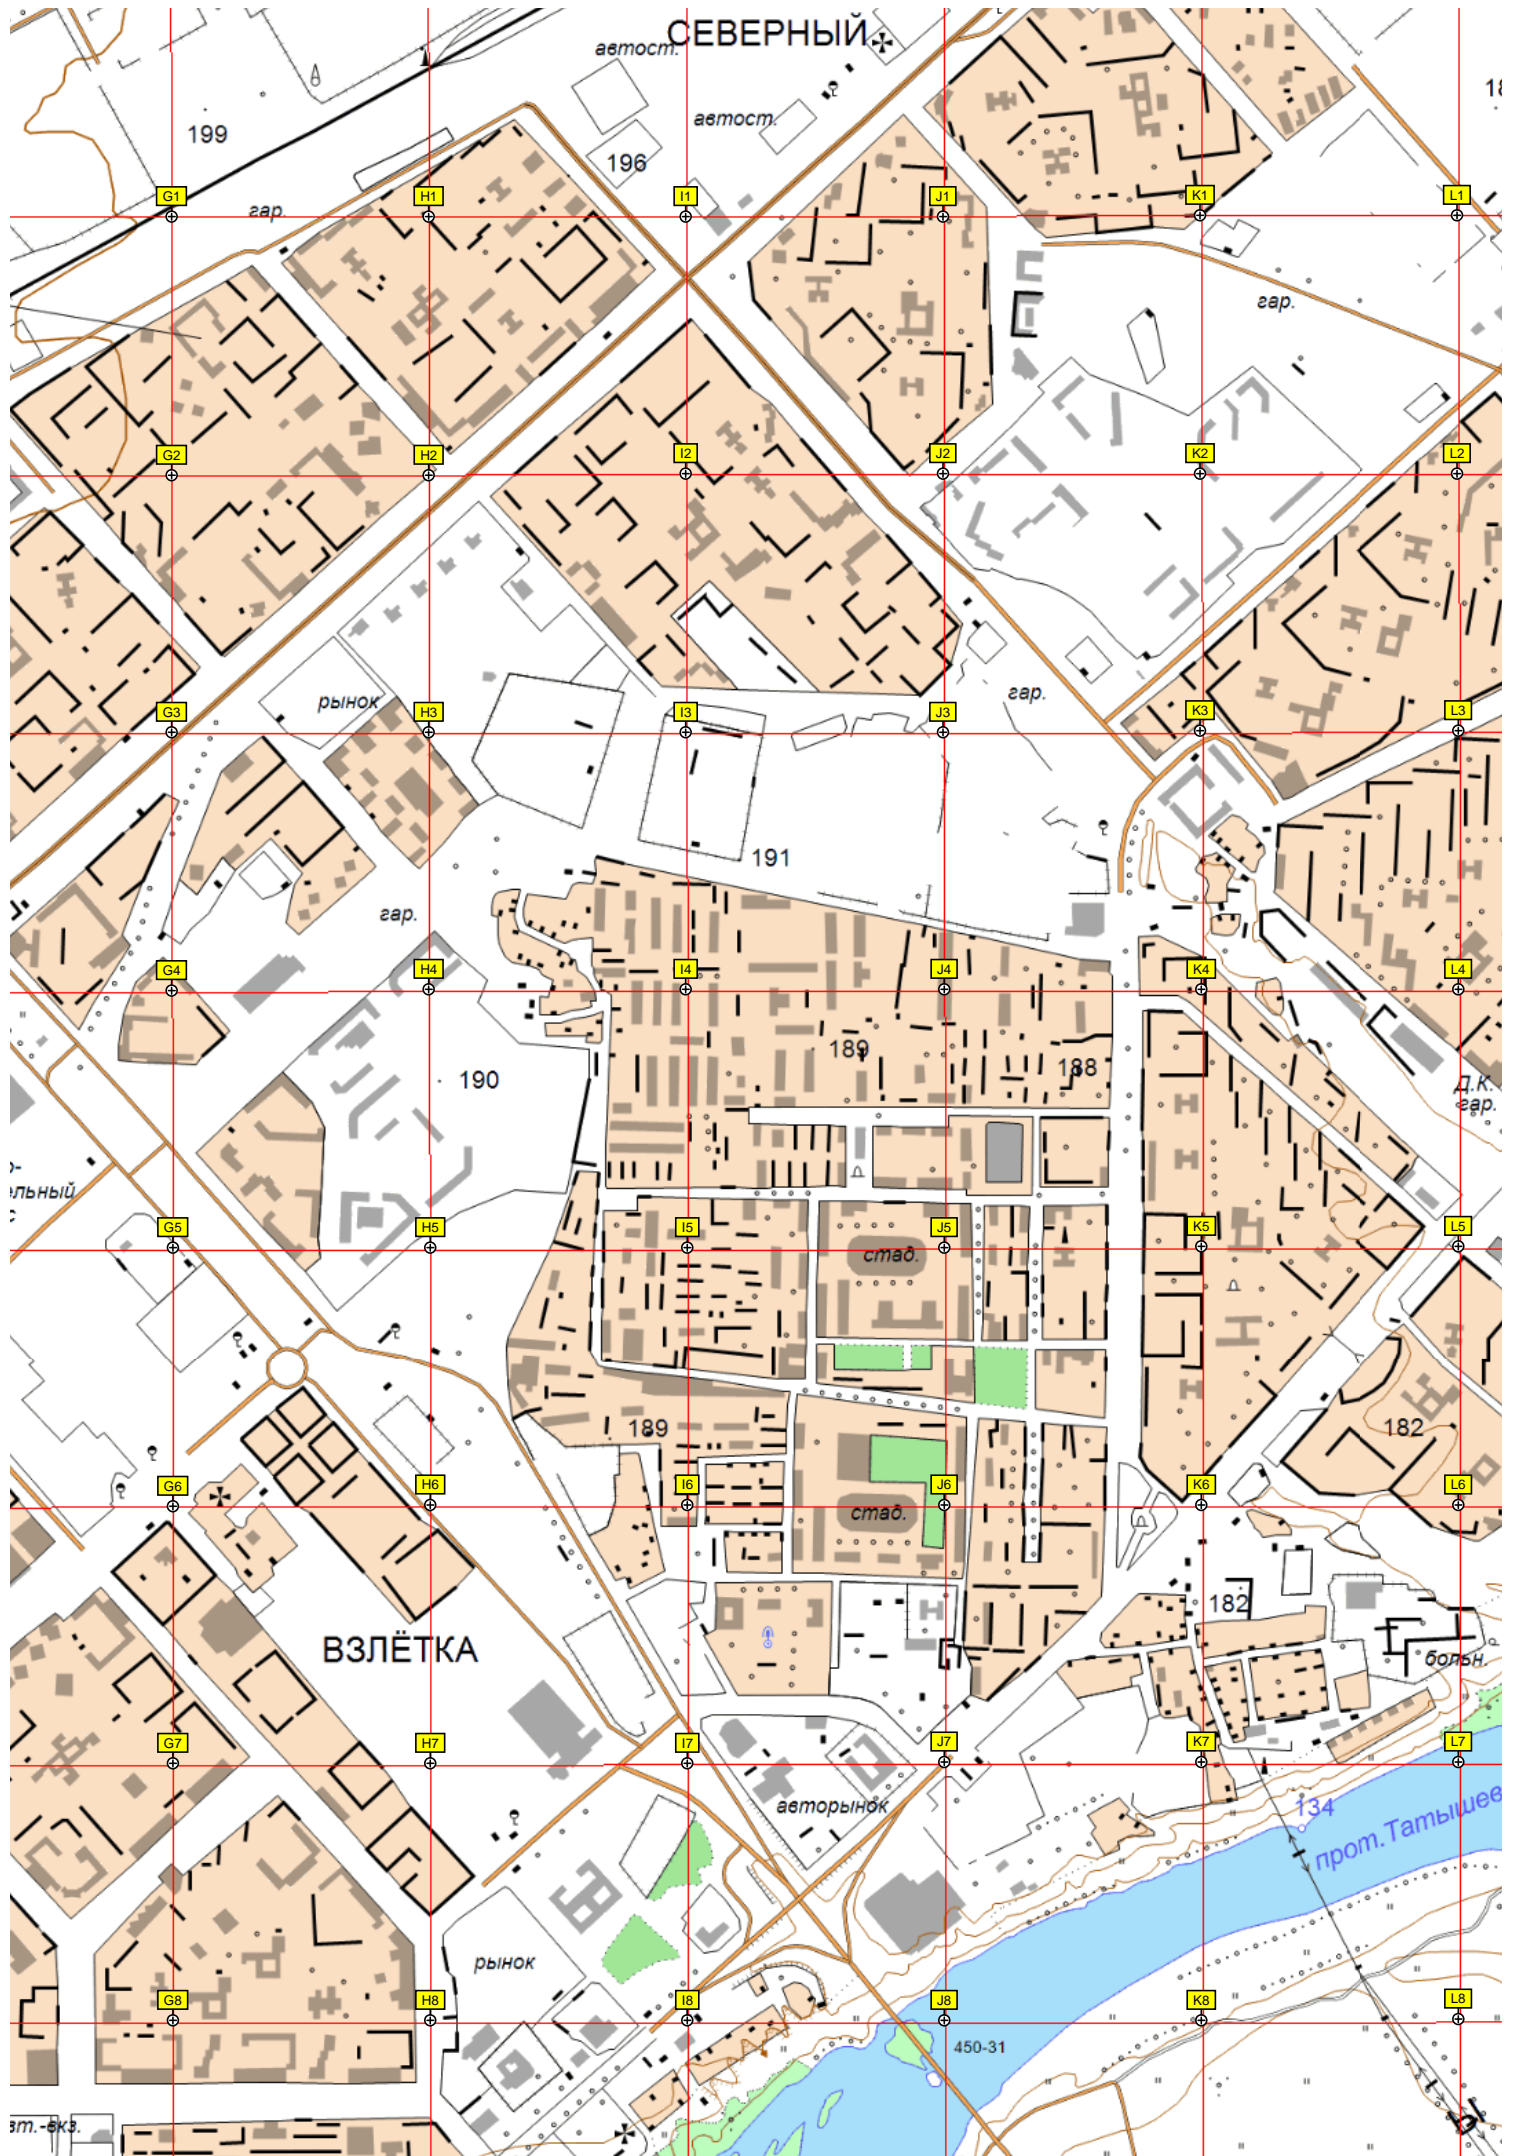 СЕВЕРНЫЙ
автост.
автост.
199
196
G1
H1
I1
J1
K1
L1
гар.
гар.
G2
H2
I2
J2
K2
L2
рынок
гар.
G3
H3
I3
J3
K3
L3
191
гар.
G4
H4
I4
J4
K4
L4
189
188
190
Д.К.
гар.
G5
H5
I5
J5
K5
L5
стад.
189
182
G6
H6
I6
J6
K6
L6
стад.
182
ВЗЛЁТКА
больн.
G7
H7
I7
J7
K7
L7
авторынок
134
прот.Татышев
рынок
G8
H8
I8
J8
K8
L8
450-31